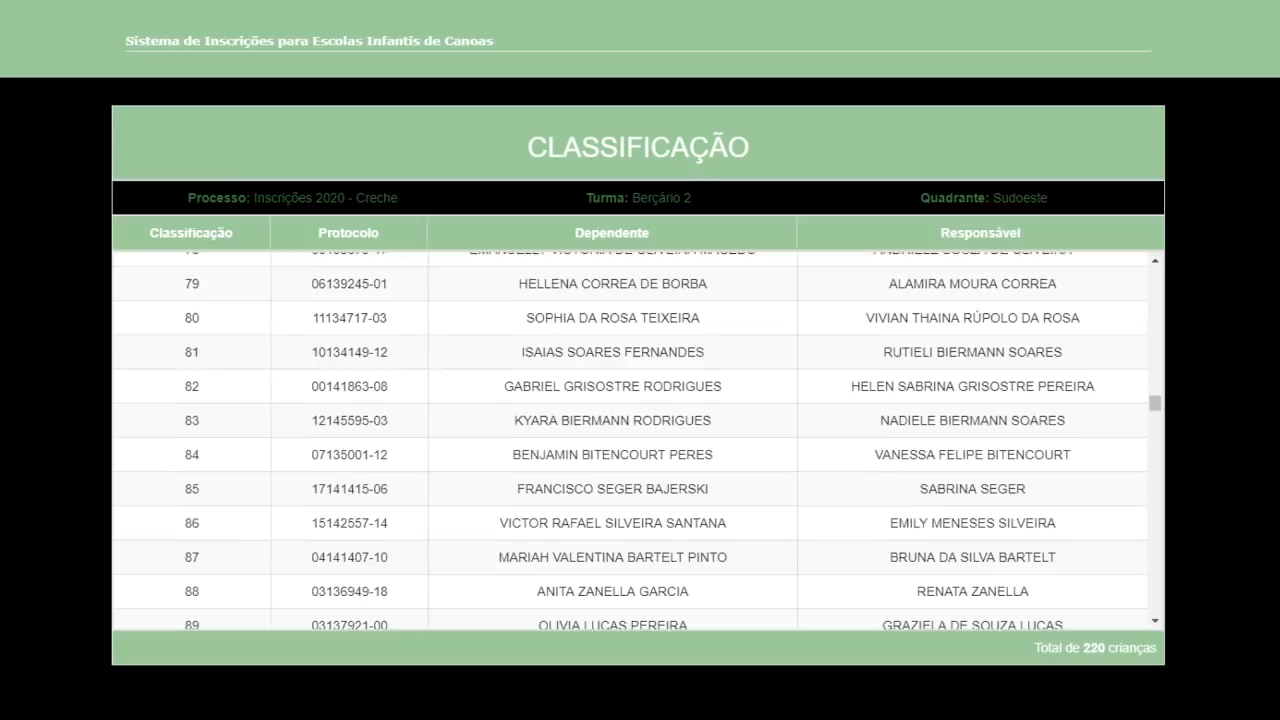 Sistema de Inscrições para Escolas Infantis de Canoas
CLASSIFICAÇÃO
Processo: Inscrições 2020 - Creche Turma: Berçário 2 Quadrante: Sudoeste
Classificação Protocolo Dependente Responsável
79 06139245-01 HELLENA CORREA DE BORBA ALAMIRA MOURA CORREA
80 11134717-03 SOPHIA DA ROSA TEIXEIRA VIVIAN THAINA RÚPOLO DA ROSA
81 10134149-12 ISAIAS SOARES FERNANDES RUTIELI BIERMANN SOARES
82 00141863-08 GABRIEL GRISOSTRE RODRIGUES HELEN SABRINA GRISOSTRE PEREIRA
83 12145595-03 KYARA BIERMANN RODRIGUES NADIELE BIERMANN SOARES
84 07135001-12 BENJAMIN BITENCOURT PERES VANESSA FELIPE BITENCOURT
85 17141415-06 FRANCISCO SEGER BAJERSKI SABRINA SEGER
86 15142557-14 VICTOR RAFAEL SILVEIRA SANTANA EMILY MENESES SILVEIRA
87 04141407-10 MARIAH VALENTINA BARTELT PINTO BRUNA DA SILVA BARTELT
88 03136949-18 ANITA ZANELLA GARCIA RENATA ZANELLA
89 03137921-00 OLIVIA LUCAS PEREIRA GRAZIELA DE SOUZA LUCAS
Total de 220 crianças